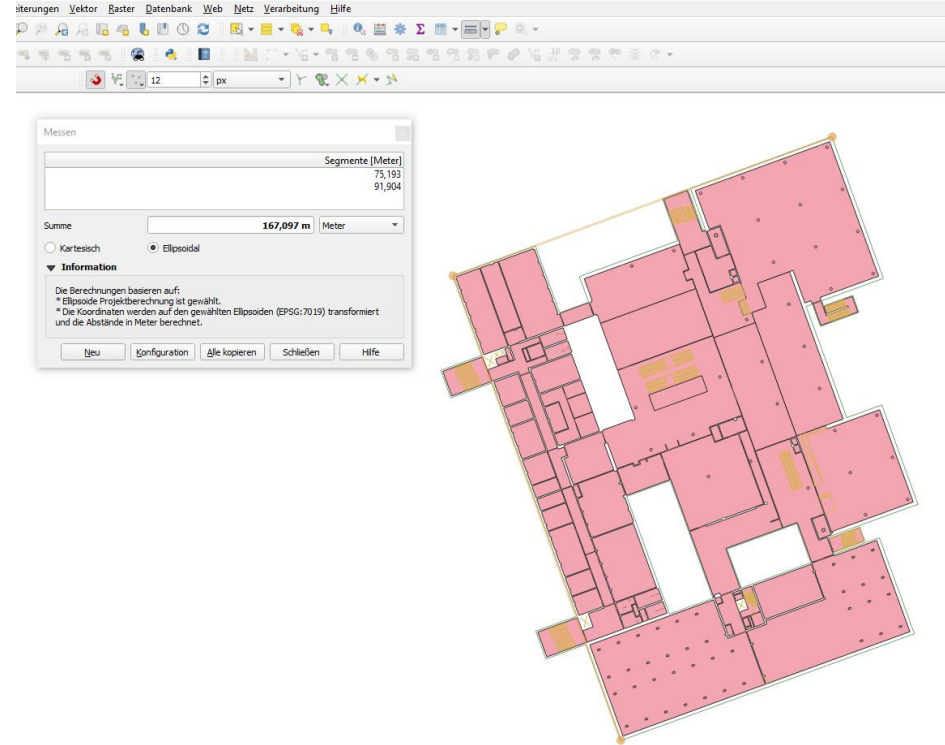 eiterungen Vektor Raster Datenbank Web Netz Verarbeitung Hilfe
12 px
Messen
Segmente [Meter]
75,193
91,904
Summe 167,097 m Meter
Kartesisch Ellipsoidal
Information
Die Berechnungen basieren auf:
* Ellipsoide Projektberechnung ist gewählt.
* Die Koordinaten werden auf den gewählten Ellipsoiden (EPSG:7019) transformiert
und die Abstände in Meter berechnet.
Neu Konfiguration Alle kopieren Schließen Hilfe